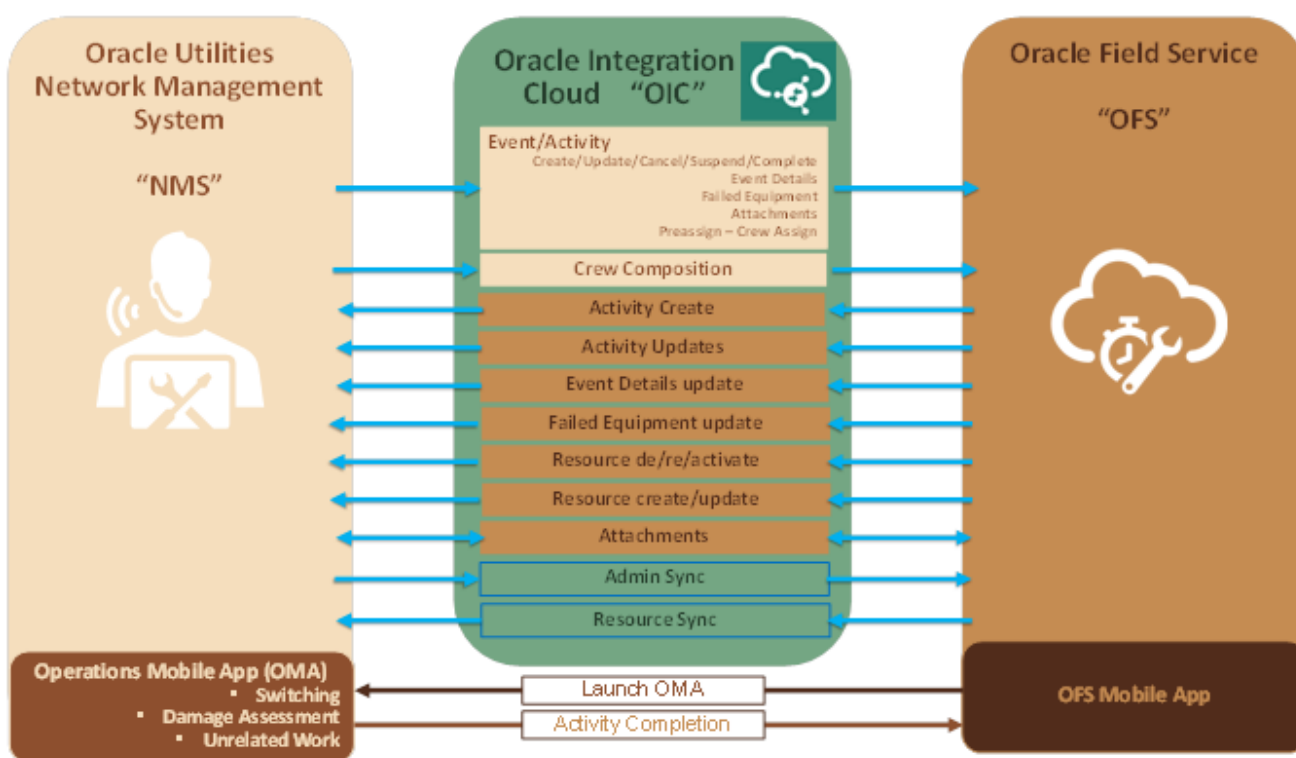 Oracle Utilities
Network Management
System
“NMS”
Oracle Integration
Cloud “OIC”
Event/Activity
Create/Update/Cancel/Suspend/Complete
Event Details
Failed Equipment
Attachments
Preassign – Crew Assign
Crew Composition
Activity Create
Activity Updates
Event Details update
Failed Equipment update
Resource de/re/activate
Resource create/update
Attachments
Admin Sync
Resource Sync
Oracle Field Service
“OFS”
Operations Mobile App (OMA)
▪ Switching
▪ Damage Assessment
▪ Unrelated Work
Launch OMA
Activity Completion
OFS Mobile App